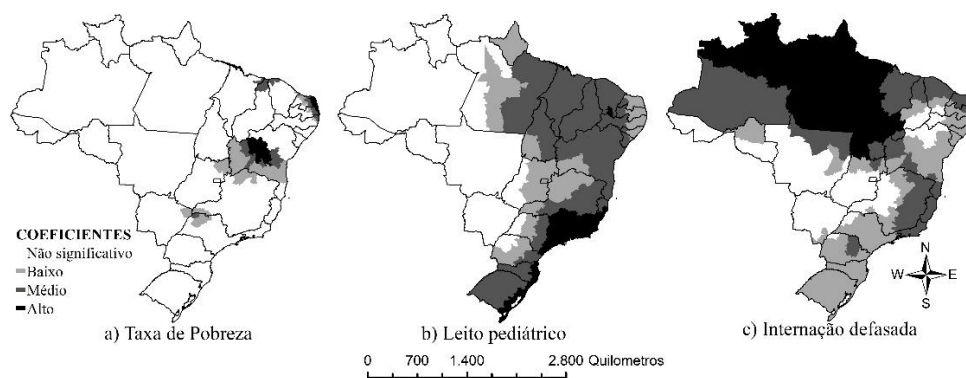 COEFICIENTES
Não significativo
Baixo
Médio
Alto
a) Taxa de Pobreza
b) Leito pediátrico
c) Internação defasada
N
W E
S
0 700 1.400 2.800 Quilometros